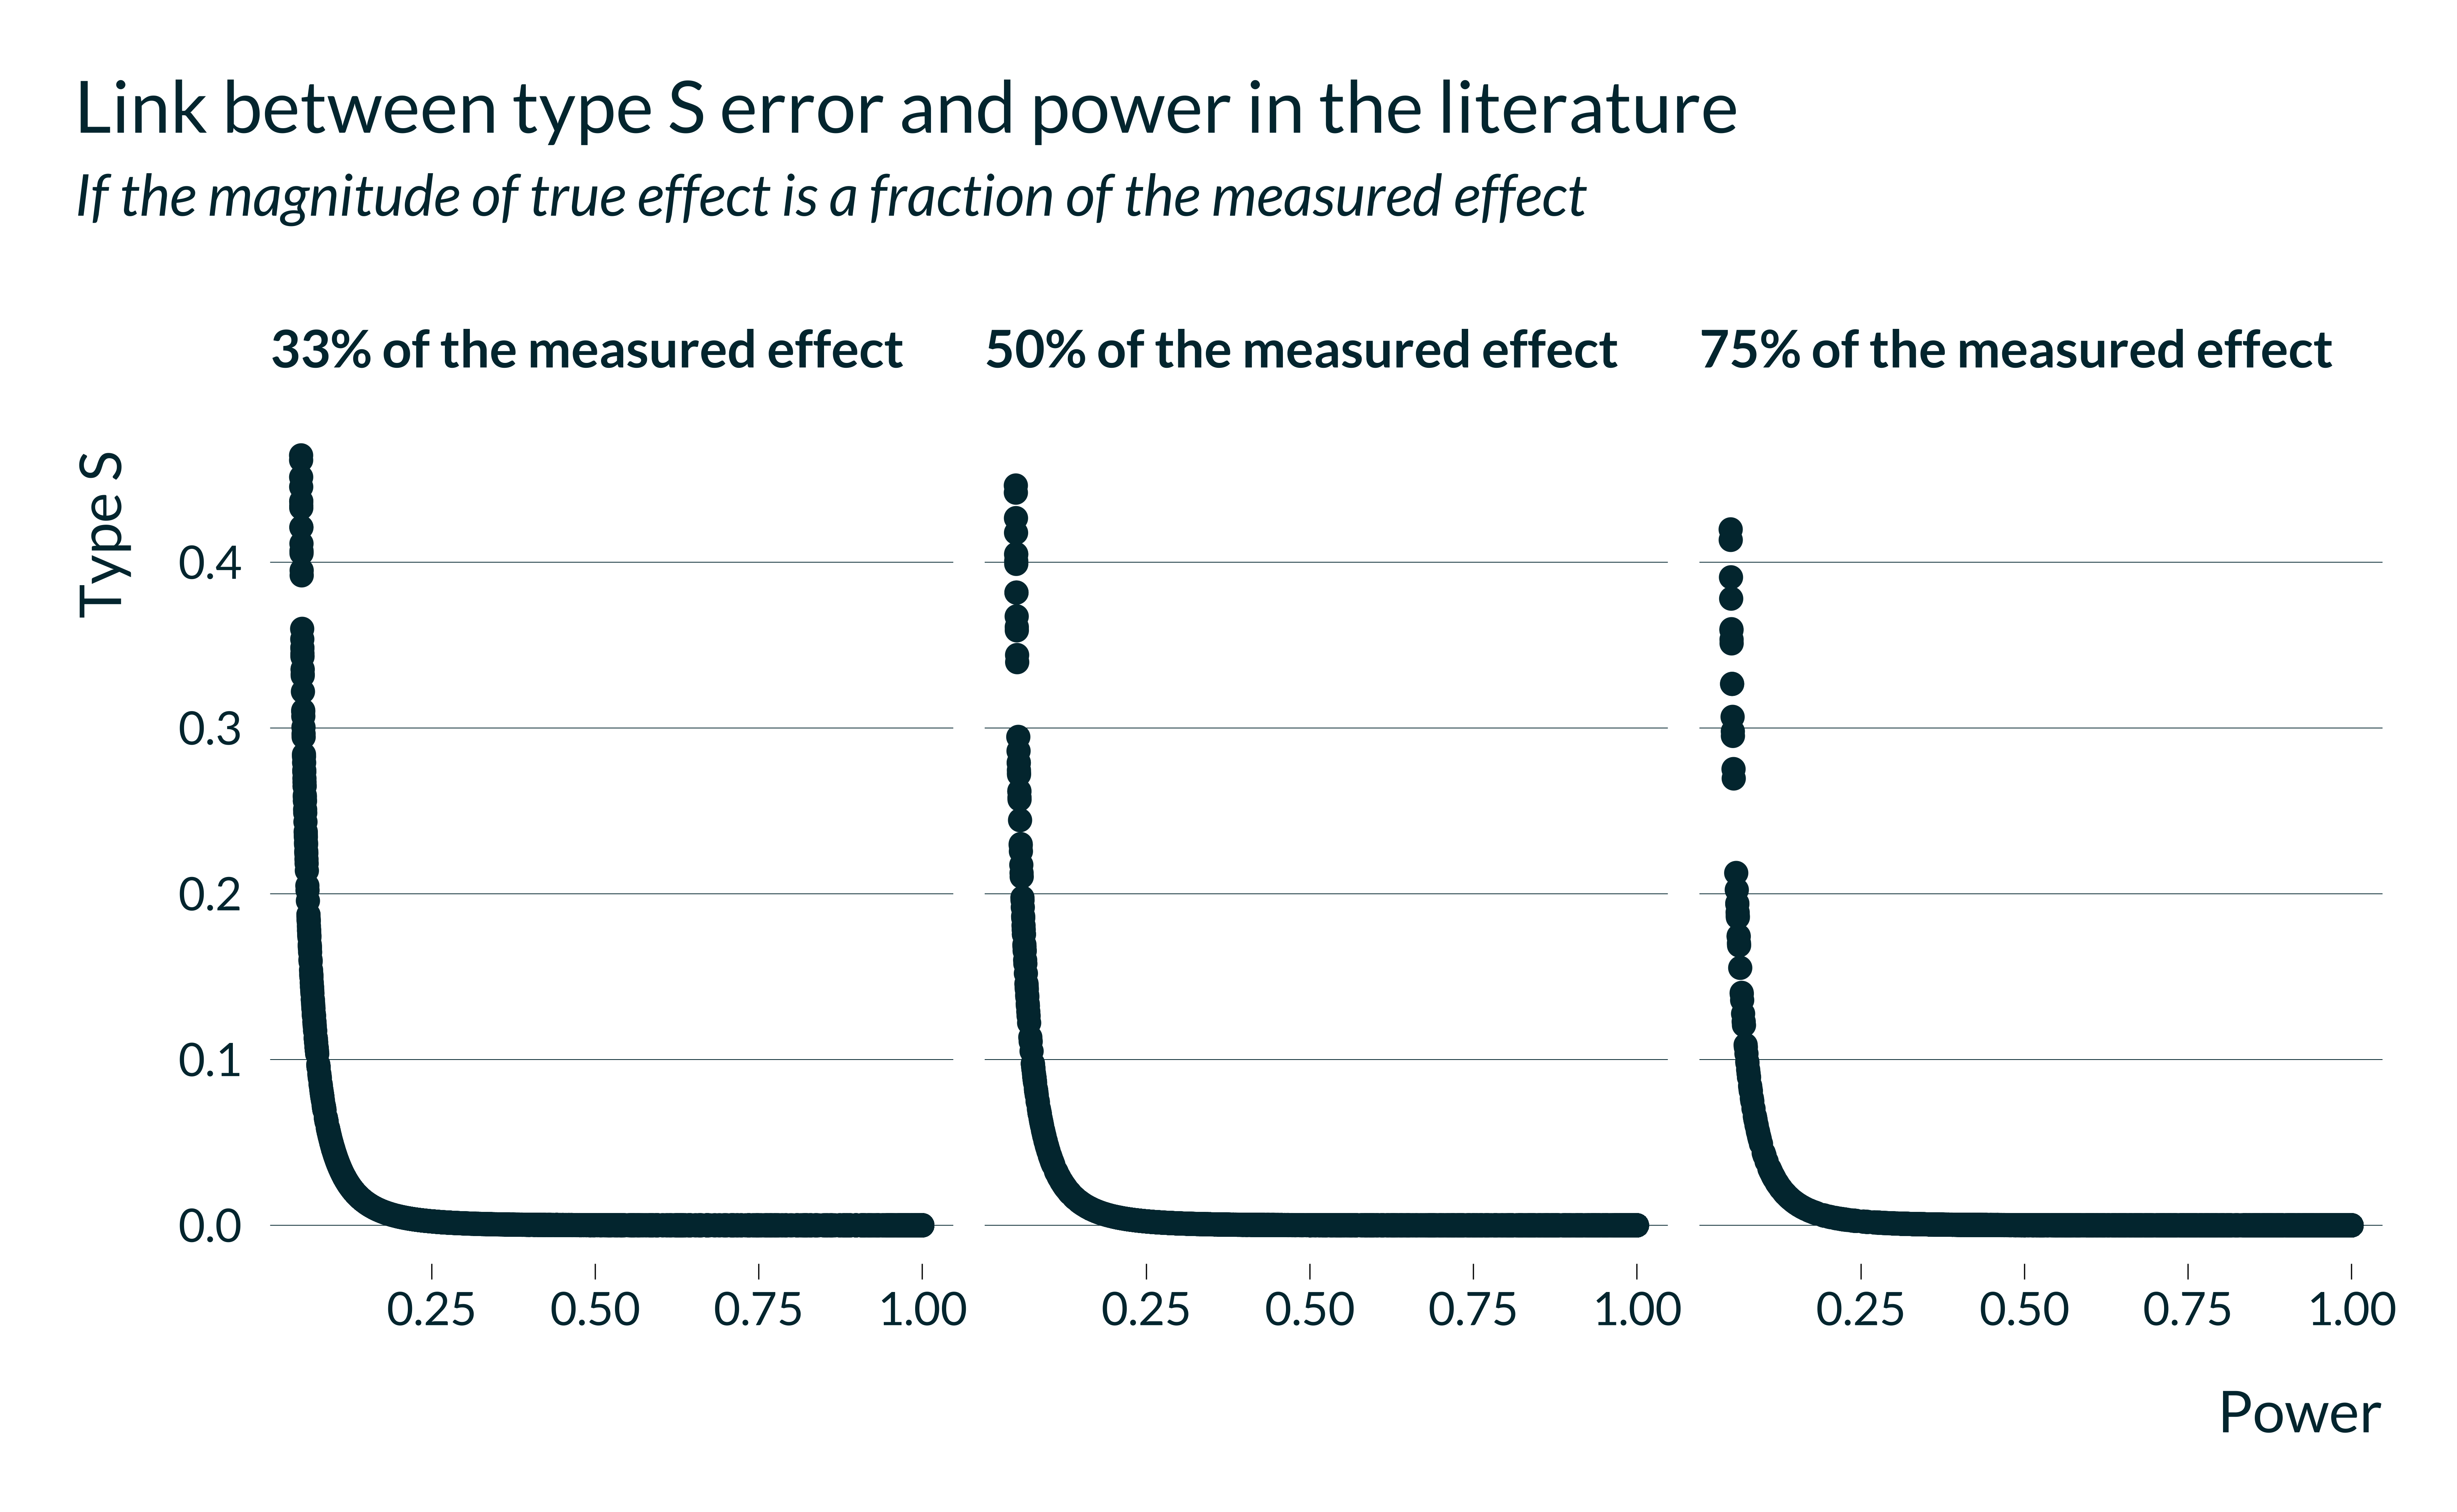 Link between type S error and power in the literature
If the magnitude of true effect is a fraction of the measured effect
33% of the measured effect 50% of the measured effect 75% of the measured effect
Type S
0.4
0.3
0.2
0.1
0.0
0.25 0.50 0.75 1.00 0.25 0.50 0.75 1.00 0.25 0.50 0.75 1.00
Power